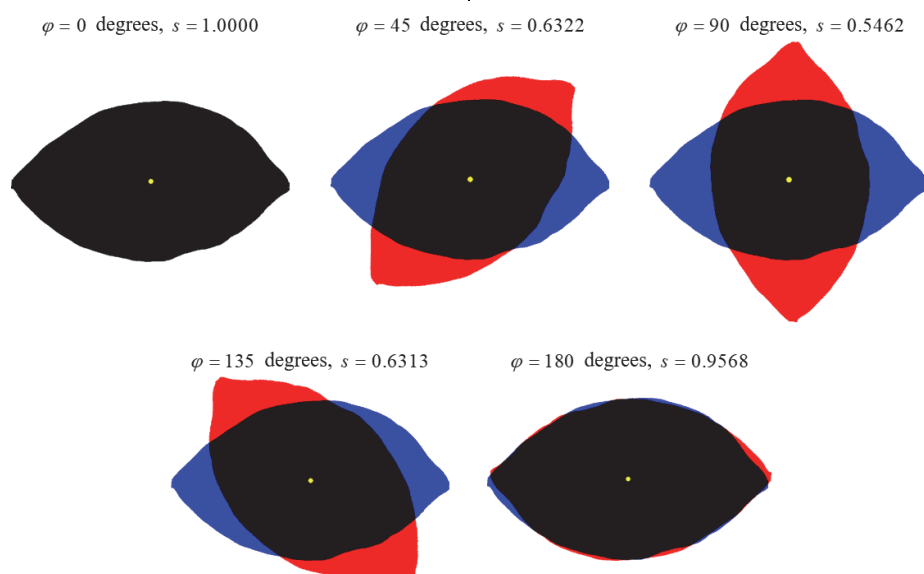 φ = 0 degrees, s = 1.0000
φ = 45 degrees, s = 0.6322
φ = 90 degrees, s = 0.5462
φ = 135 degrees, s = 0.6313
φ = 180 degrees, s = 0.9568